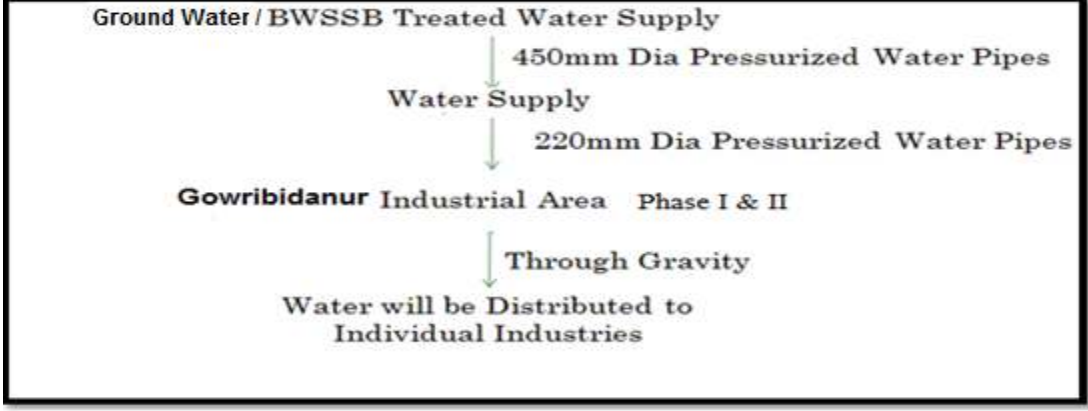 Ground Water / BWSSB Treated Water Supply
450mm Dia Pressurized Water Pipes
Water Supply
220mm Dia Pressurized Water Pipes
Gowribidanur Industrial Area Phase I & II
Through Gravity
Water will be Distributed to
Individual Industries